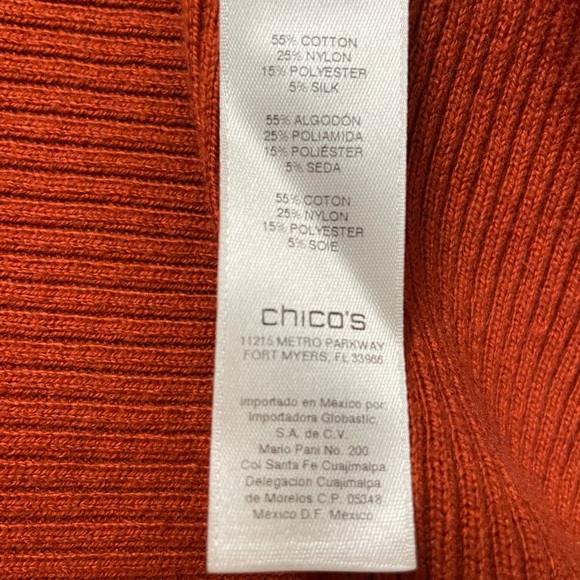 55% COTTON
25% NYLON
15% POLYESTER
5% SILK
55% ALGODÓN
25% POLIAMIDA
15% POLIÉSTER
5% SEDA
55% COTON
25% NYLON
15% POLYESTER
5% SOIE
chico's
11215 METRO PARKWAY
FORT MYERS, FL 33966
Importado en México por:
Importadora Globastic,
S.A. de C.V.
Mario Pani No. 200
Col Santa Fe Cuajimalpa
Delegacion Cuajimalpa
de Morelos C.P. 05348
Mexico D.F. México